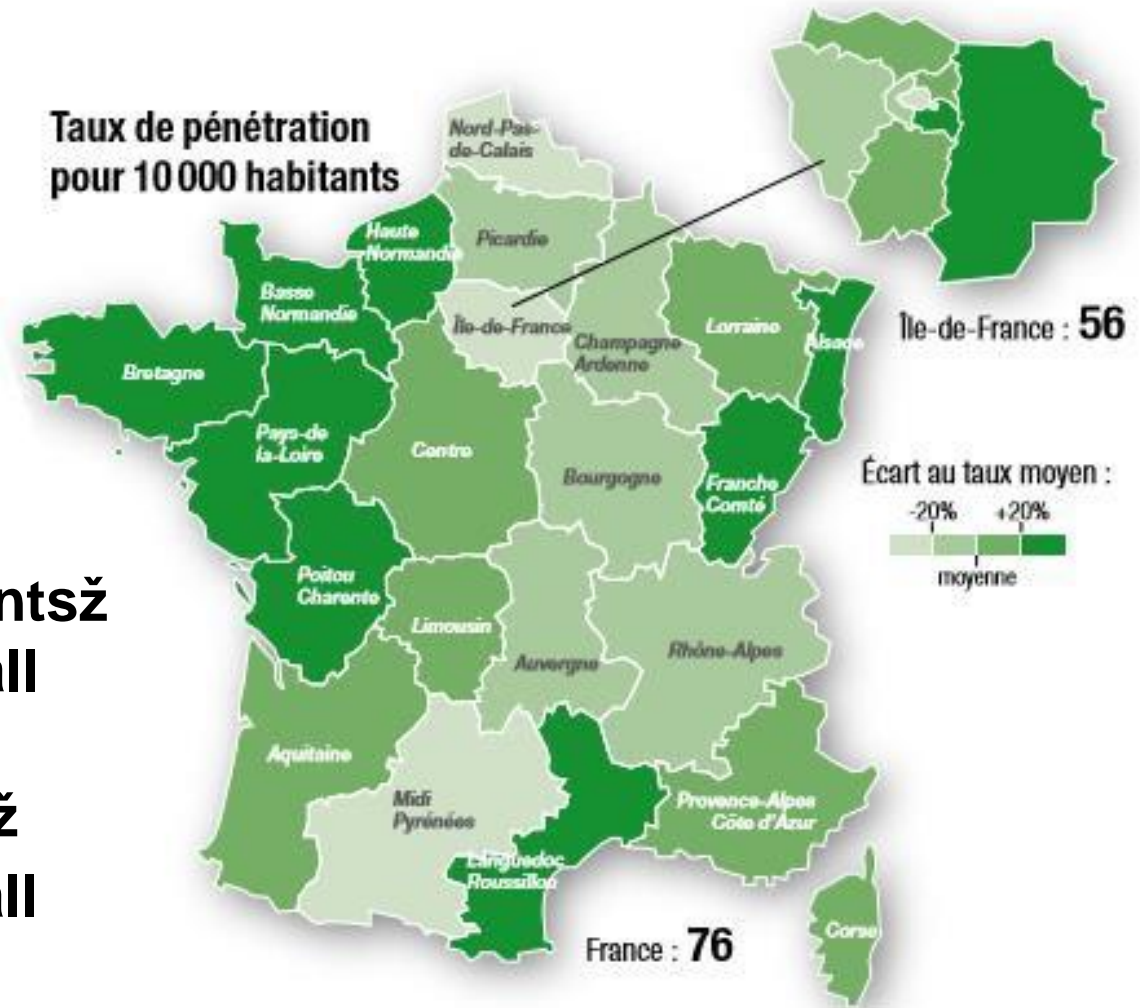 Taux de pénétration
pour 10 000 habitants
Nord-Pas-
de-Calais
Haute
Normandie
Picardie
Basse
Normandie
Île-de-France
Champagne
Ardenne
Lorraine
Alsace
Île-de-France : 56
Bretagne
Pays-de
la-Loire
Centre
Bourgogne
Franche
Comté
Écart au taux moyen :
-20% +20%
moyenne
Poitou
Charente
Limousin
Auvergne
Rhône-Alpes
ntsž
all
Aquitaine
Midi
Pyrénées
Provence-Alpes
Côte d'Azur
ž
all
Languedoc
Roussillon
Corse
France : 76